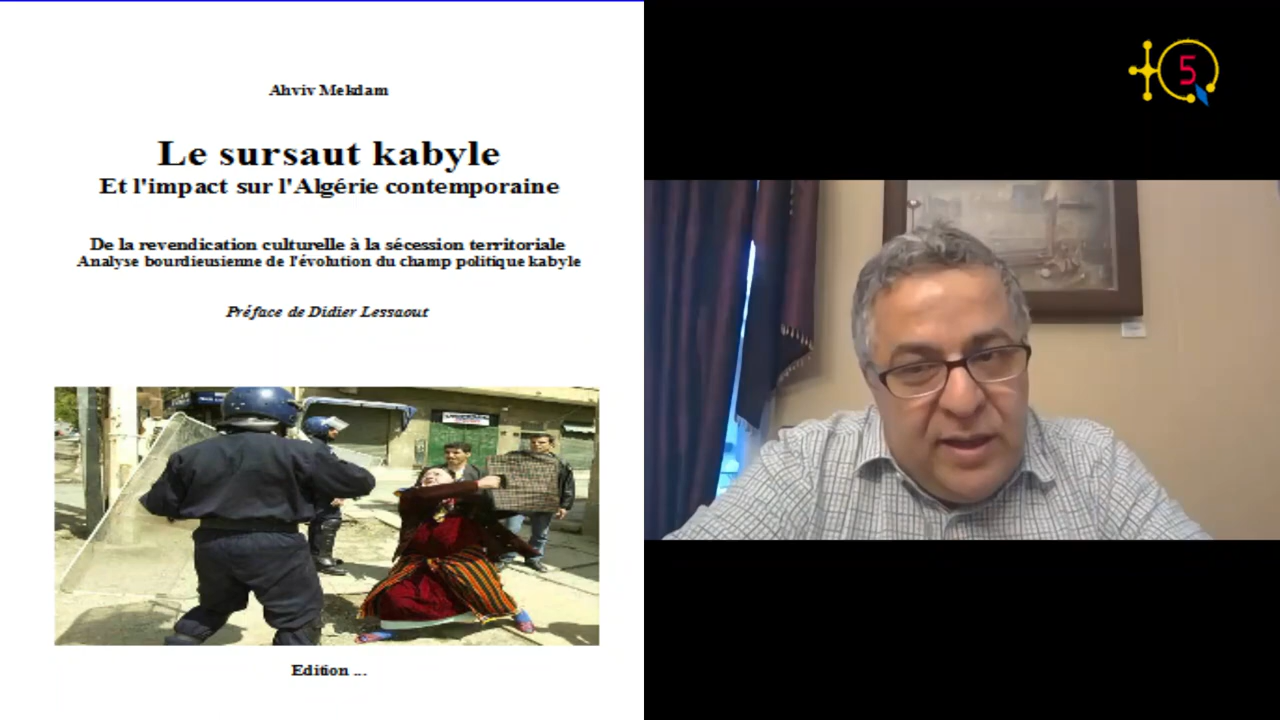 Ahviv Mekdam
Le sursaut kabyle
Et l'impact sur l'Algérie contemporaine
De la revendication culturelle à la sécession territoriale
Analyse bourdieusienne de l'évolution du champ politique kabyle
Préface de Didier Lessaout
Edition ...
5